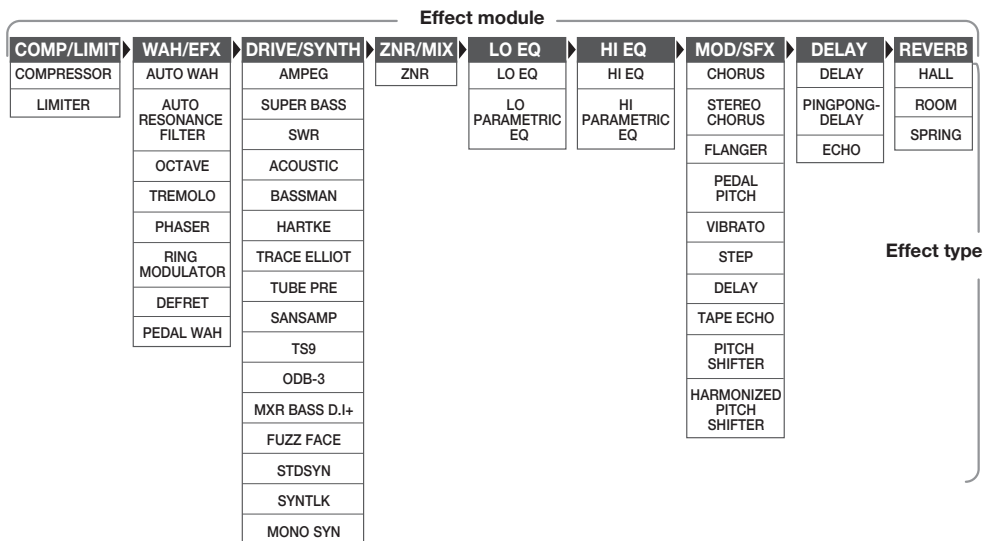 Effect module
COMP/LIMIT
COMPRESSOR
LIMITER
WAH/EFX
AUTO WAH
AUTO
RESONANCE
FILTER
OCTAVE
TREMOLO
PHASER
RING
MODULATOR
DEFRET
PEDAL WAH
DRIVE/SYNTH
AMPEG
SUPER BASS
SWR
ACOUSTIC
BASSMAN
HARTKE
TRACE ELLIOT
TUBE PRE
SANSAMP
TS9
ODB-3
MXR BASS D.I+
FUZZ FACE
STDSYN
SYNTLK
MONO SYN
ZNR/MIX
ZNR
LO EQ
LO EQ
LO
PARAMETRIC
EQ
HI EQ
HI EQ
HI
PARAMETRIC
EQ
MOD/SFX
CHORUS
STEREO
CHORUS
FLANGER
PEDAL
PITCH
VIBRATO
STEP
DELAY
TAPE ECHO
PITCH
SHIFTER
HARMONIZED
PITCH
SHIFTER
DELAY
DELAY
PINGPONG-
DELAY
ECHO
REVERB
HALL
ROOM
SPRING
Effect type